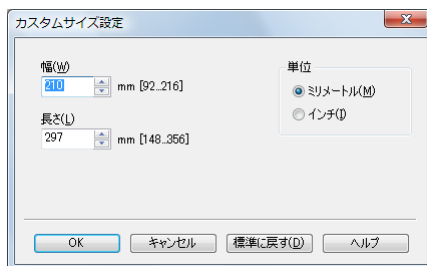 カスタムサイズ設定
幅(W)
210 mm [92...216]
長さ(L)
297 mm [148...356]
単位
ミリメートル(M)
インチ(I)
OK キャンセル 標準に戻す(D) ヘルプ